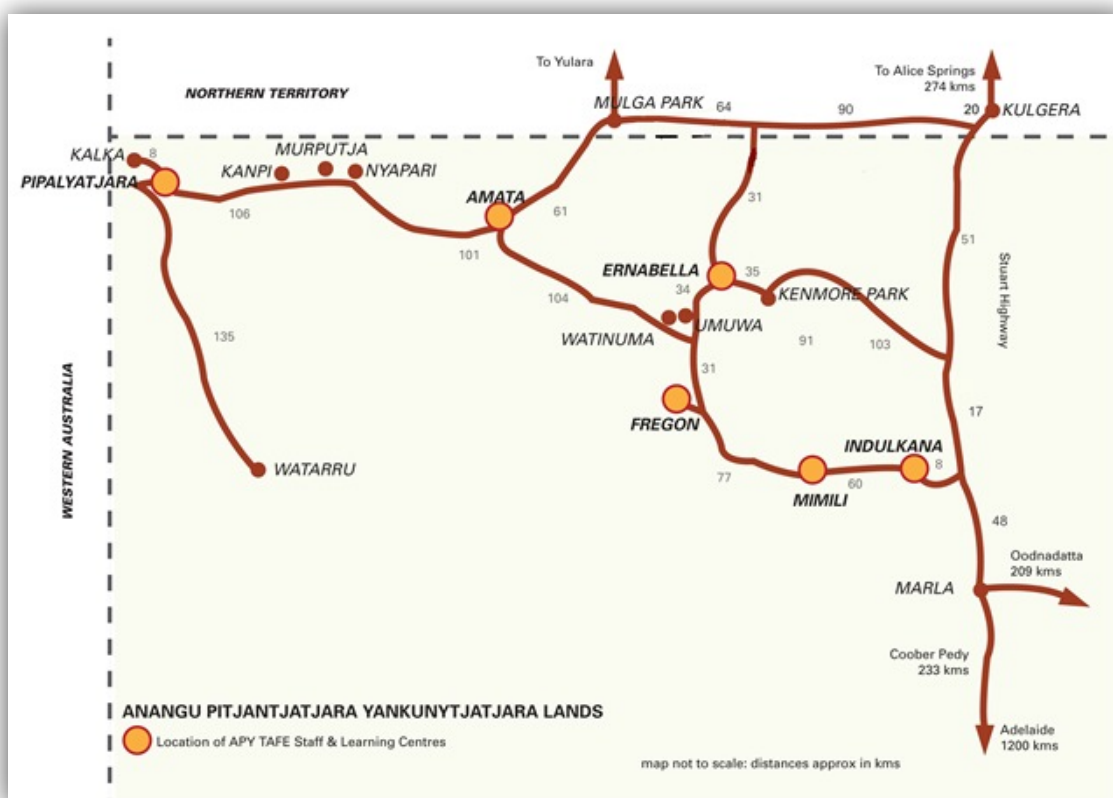 To Yulara
To Alice Springs
274 kms
NORTHERN TERRITORY
MULGA PARK
64
90
20
KULGERA
KALKA
8
MURPUTJA
KANPI
NYAPARI
PIPALYATJARA
106
AMATA
61
31
101
51
ERNABELLA
35
34
KENMORE PARK
104
Stuart Highway
UMUWA
WATINUMA
135
91
103
31
WESTERN AUSTRALIA
FREGON
17
INDULKANA
8
WATARRU
77
60
MIMILI
48
Oodnadatta
209 kms
MARLA
Coober Pedy
233 kms
ANANGU PITJANTJATJARA YANKUNYTJATJARA LANDS
Location of APY TAFE Staff & Learning Centres
Adelaide
1200 kms
map not to scale: distances approx in kms